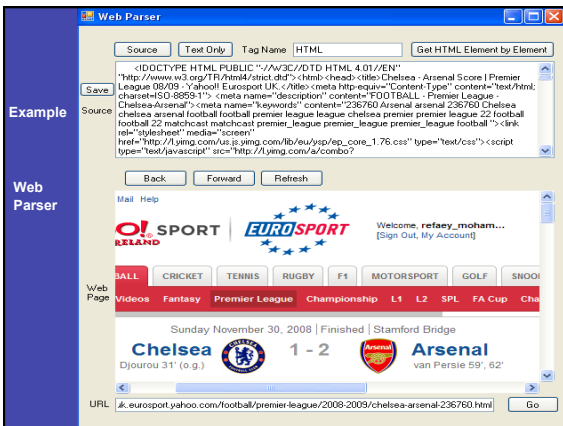 Web Parser
Source Text Only Tag Name HTML Get HTML Element by Element
<!DOCTYPE HTML PUBLIC "-//W3C//DTD HTML 4.01//EN"
"http://www.w3.org/TR/html4/strict.dtd"><html><head><title>Chelsea - Arsenal Score | Premier
League 08/09 - Yahoo! Eurosport UK.</title><meta http-equiv="Content-Type" content="text/html;
charset=ISO-8859-1"> <meta name="description" content="FOOTBALL - Premier League -
Chelsea-Arsenal"><meta name="keywords" content="236760 Arsenal arsenal 236760 Chelsea
chelsea arsenal football football premier league league chelsea premier premier league 22 football
football 22 matchcast matchcast premier_league premier_league premier_league football "><link
rel="stylesheet" media="screen"
href="http://l.yimg.com/us.js.yimg.com/lib/eu/ysp/ep_core_1.76.css" type="text/css"><script
type="text/javascript" src="http://l.yimg.com/a/combo?
Save
Source
Example
Web
Parser
Back Forward Refresh
Mail Help
O! SPORT EUROSPORT
RELAND
Welcome, refaey_moham...
[Sign Out, My Account]
BALL CRICKET TENNIS RUGBY F1 MOTORSPORT GOLF SNOO
Videos Fantasy Premier League Championship L1 L2 SPL FA Cup Cha
Web
Page
Sunday November 30, 2008 | Finished | Stamford Bridge
Chelsea 1 - 2 Arsenal
Djourou 31' (o.g.) van Persie 59', 62'
URL uk.eurosport.yahoo.com/football/premier-league/2008-2009/chelsea-arsenal-236760.html Go